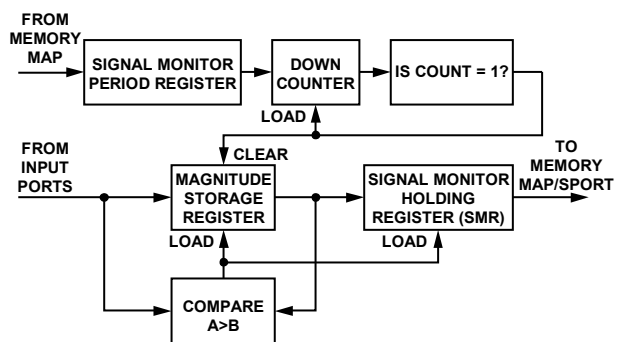 FROM
MEMORY
MAP
SIGNAL MONITOR
PERIOD REGISTER
DOWN
COUNTER
IS COUNT = 1?
LOAD
FROM
INPUT
PORTS
CLEAR
MAGNITUDE
STORAGE
REGISTER
SIGNAL MONITOR
HOLDING
REGISTER (SMR)
TO
MEMORY
MAP/SPORT
LOAD
LOAD
COMPARE
A>B